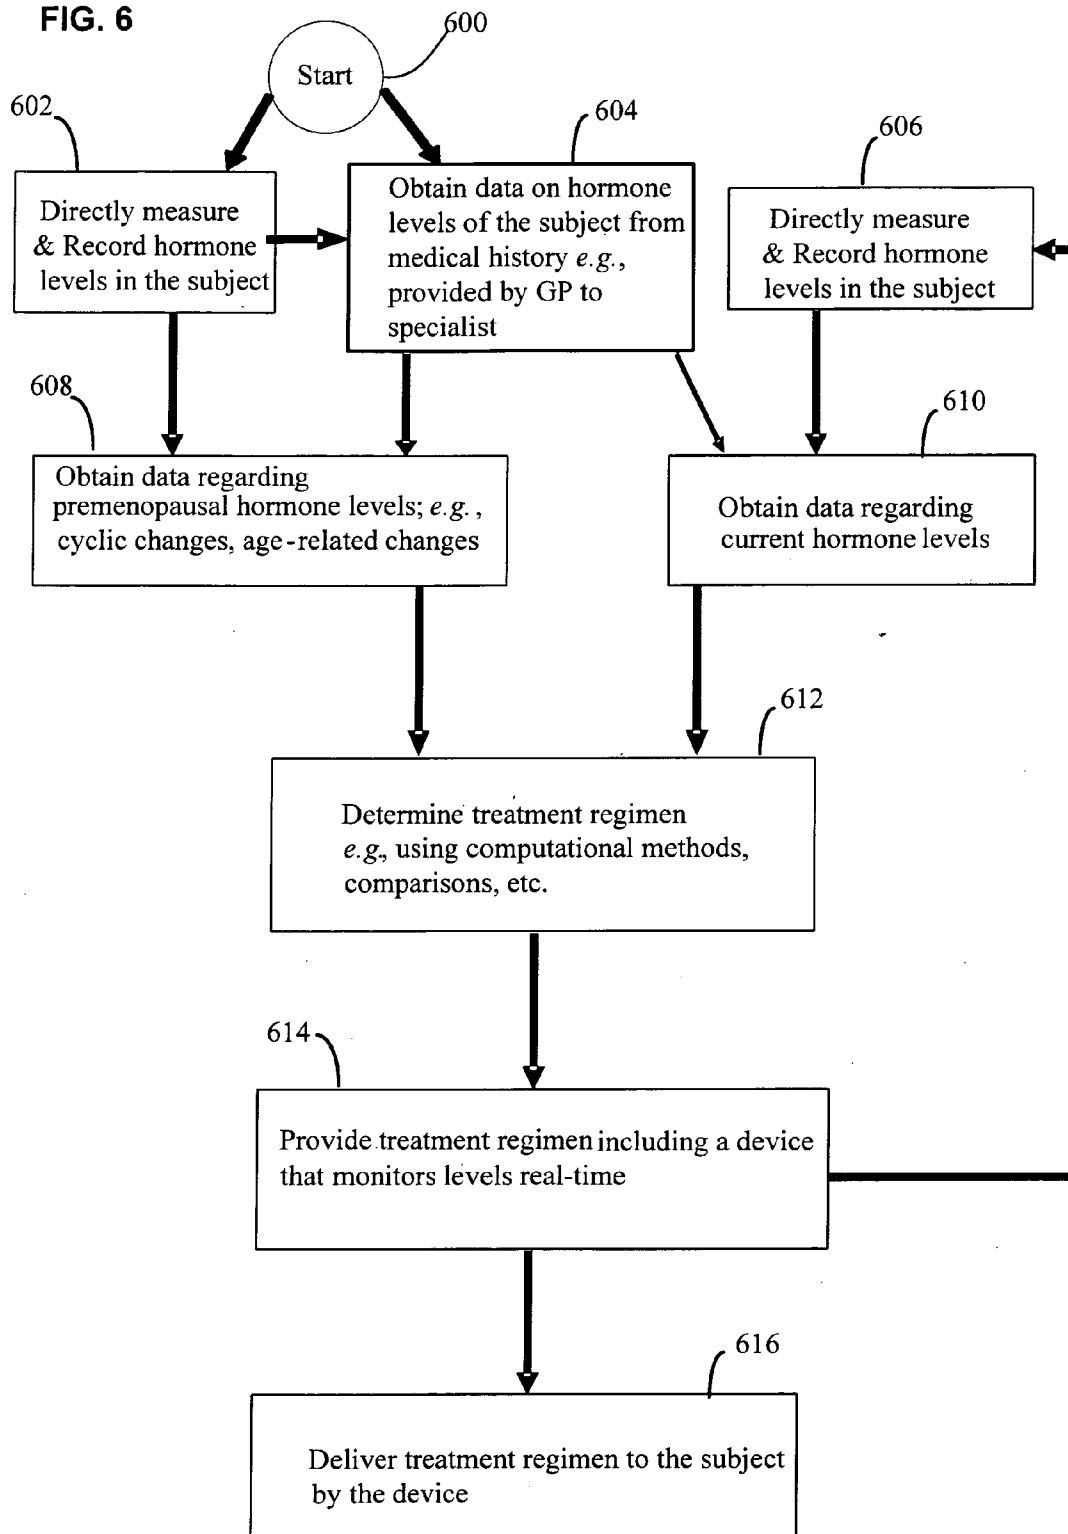 FIG. 6
600
Start
602
604
606
Directly measure
& Record hormone
levels in the subject
Obtain data on hormone
levels of the subject from
medical history e.g.,
provided by GP to
specialist
Directly measure
& Record hormone
levels in the subject
608
610
Obtain data regarding
premenopausal hormone levels; e.g.,
cyclic changes, age-related changes
Obtain data regarding
current hormone levels
612
Determine treatment regimen
e.g., using computational methods,
comparisons, etc.
614
Provide treatment regimen including a device
that monitors levels real-time
616
Deliver treatment regimen to the subject
by the device